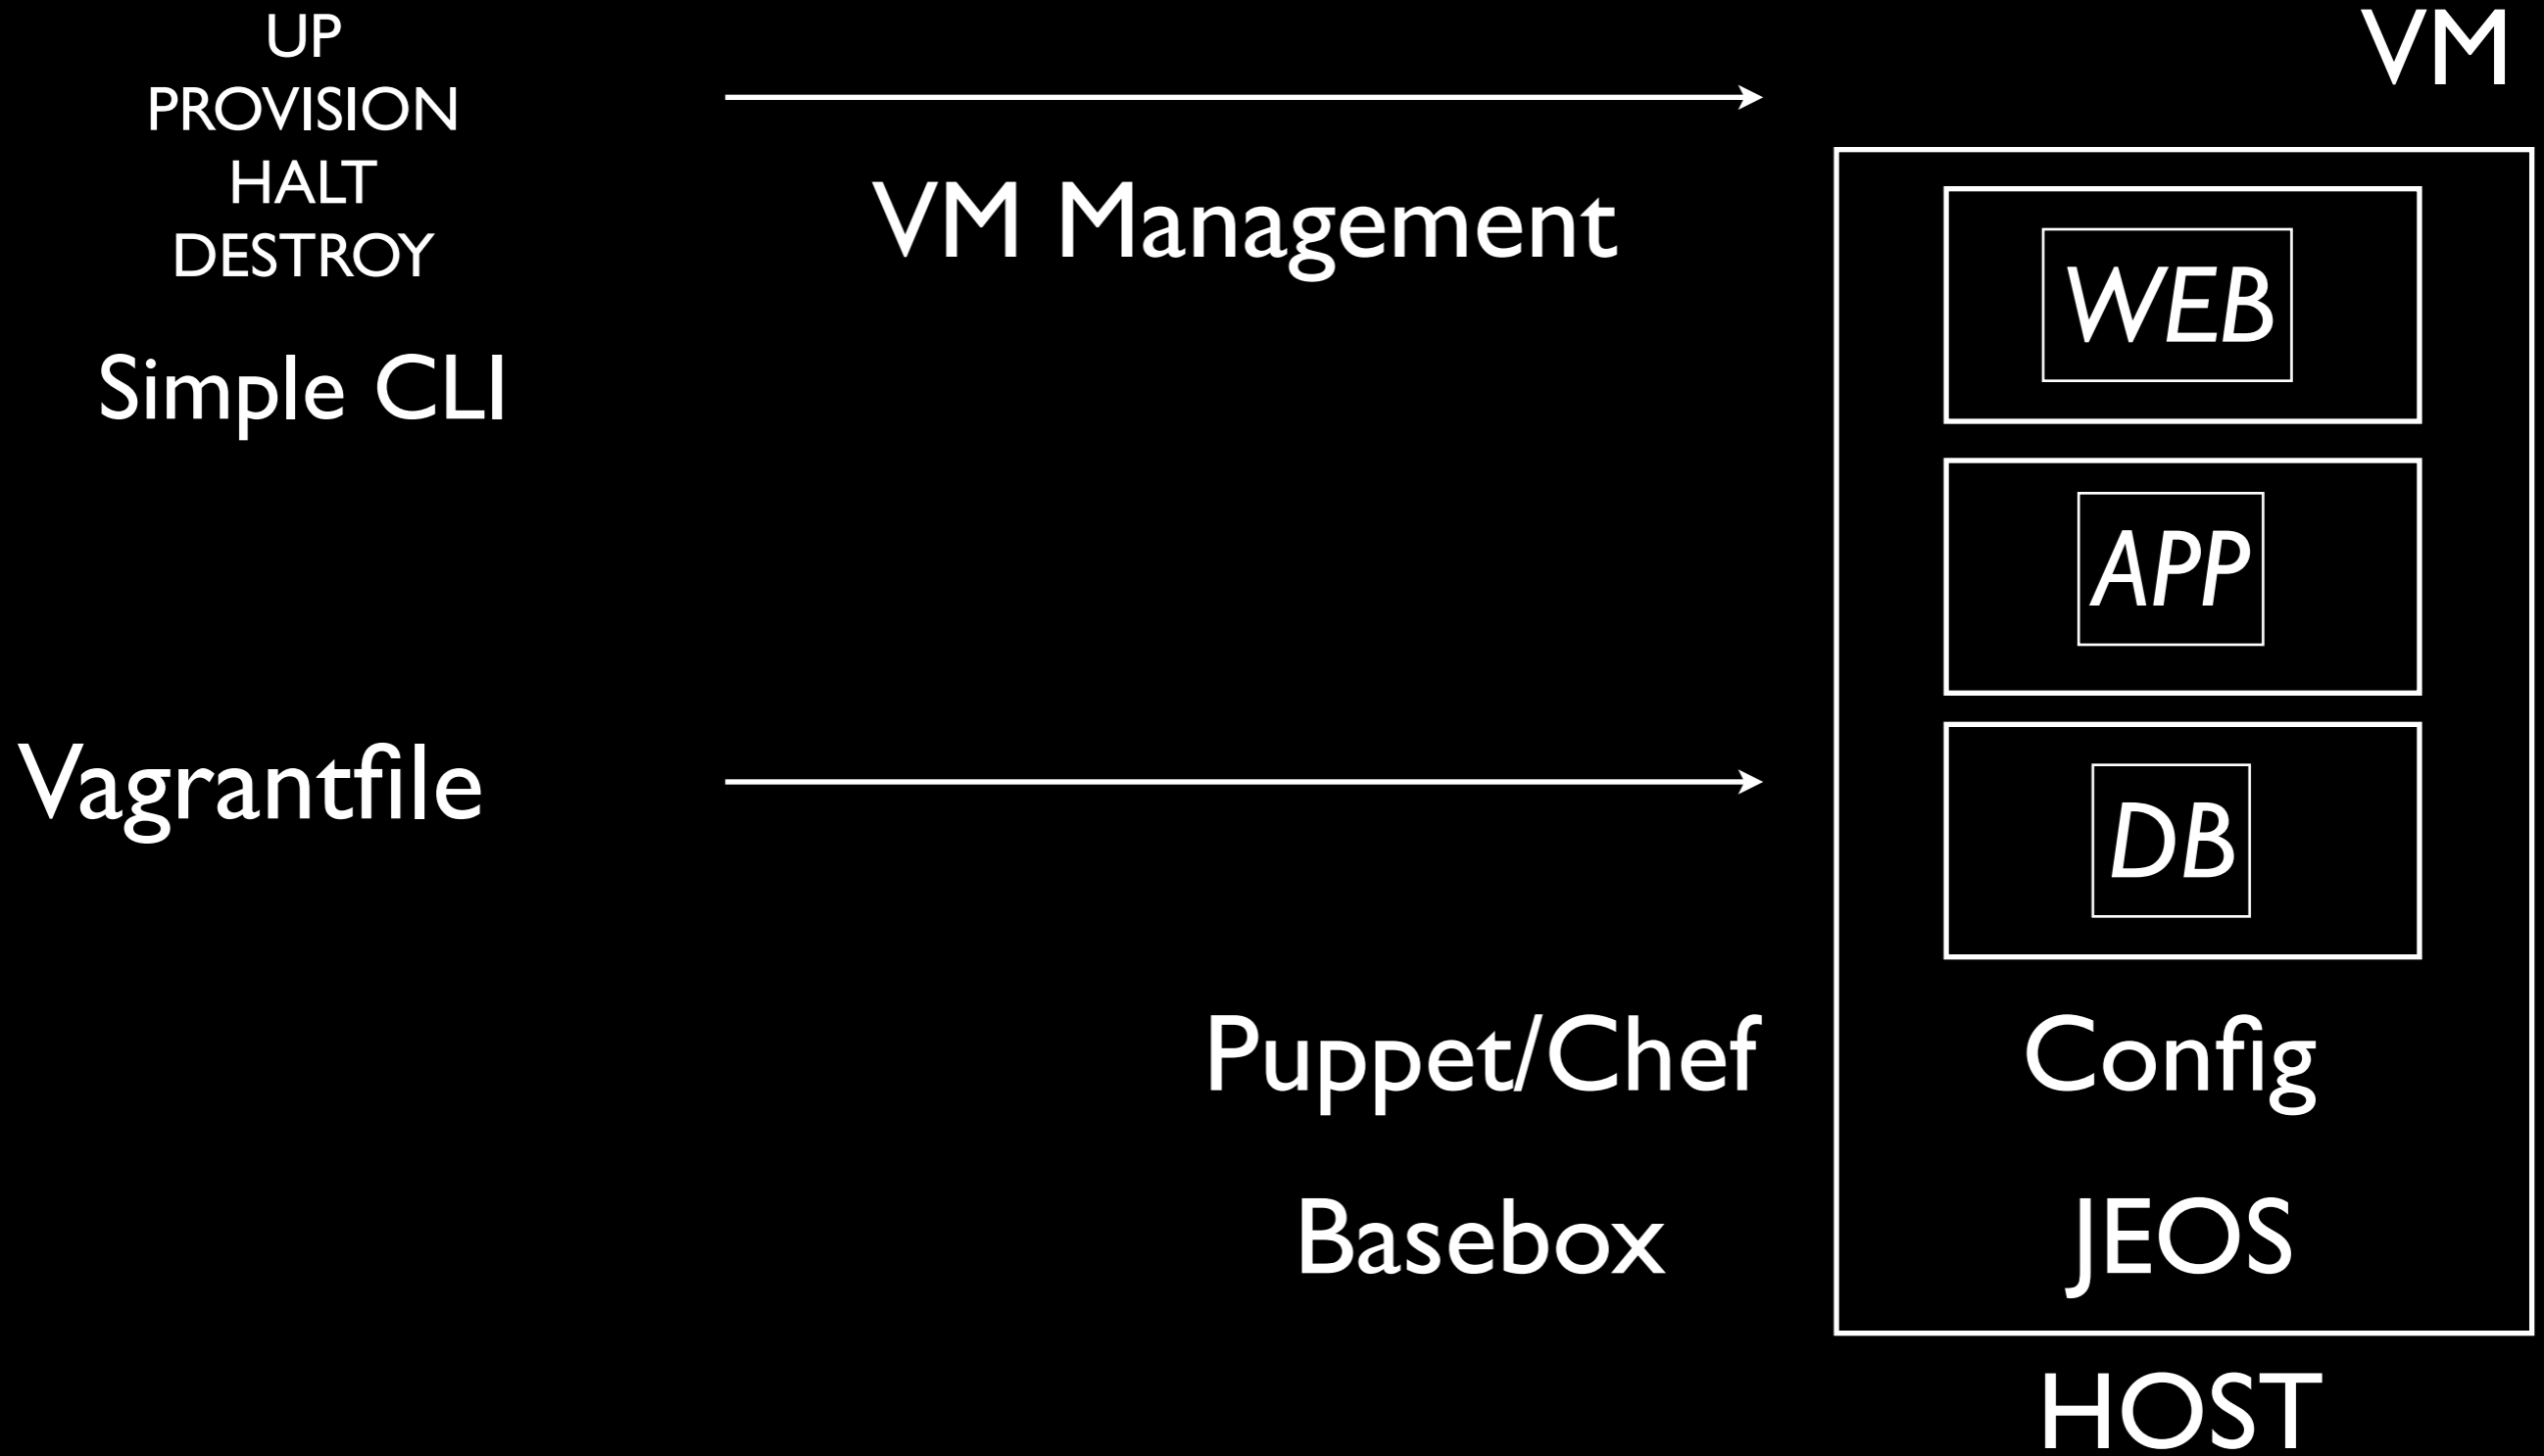 UP
PROVISION
HALT
DESTROY
Simple CLI
VM Management
VM
WEB
APP
Vagrantfile
DB
Puppet/Chef
Config
Basebox
JEOS
HOST